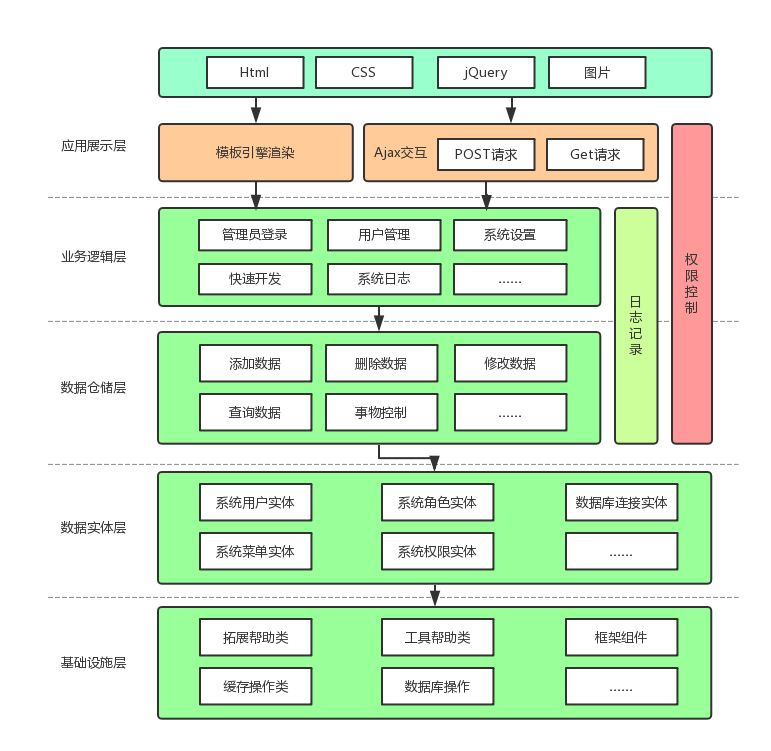 Html
CSS
jQuery
图片
应用展示层
模板引擎渲染
Ajax交互
POST请求
Get请求
业务逻辑层
管理员登录
用户管理
系统设置
快速开发
系统日志
......
日志记录
权限控制
数据仓储层
添加数据
删除数据
修改数据
查询数据
事物控制
......
数据实体层
系统用户实体
系统角色实体
数据库连接实体
系统菜单实体
系统权限实体
......
基础设施层
拓展帮助类
工具帮助类
框架组件
缓存操作类
数据库操作
......